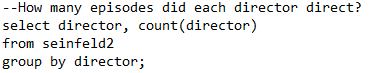 --How many episodes did each director direct?
select director, count(director)
from seinfeld2
group by director;